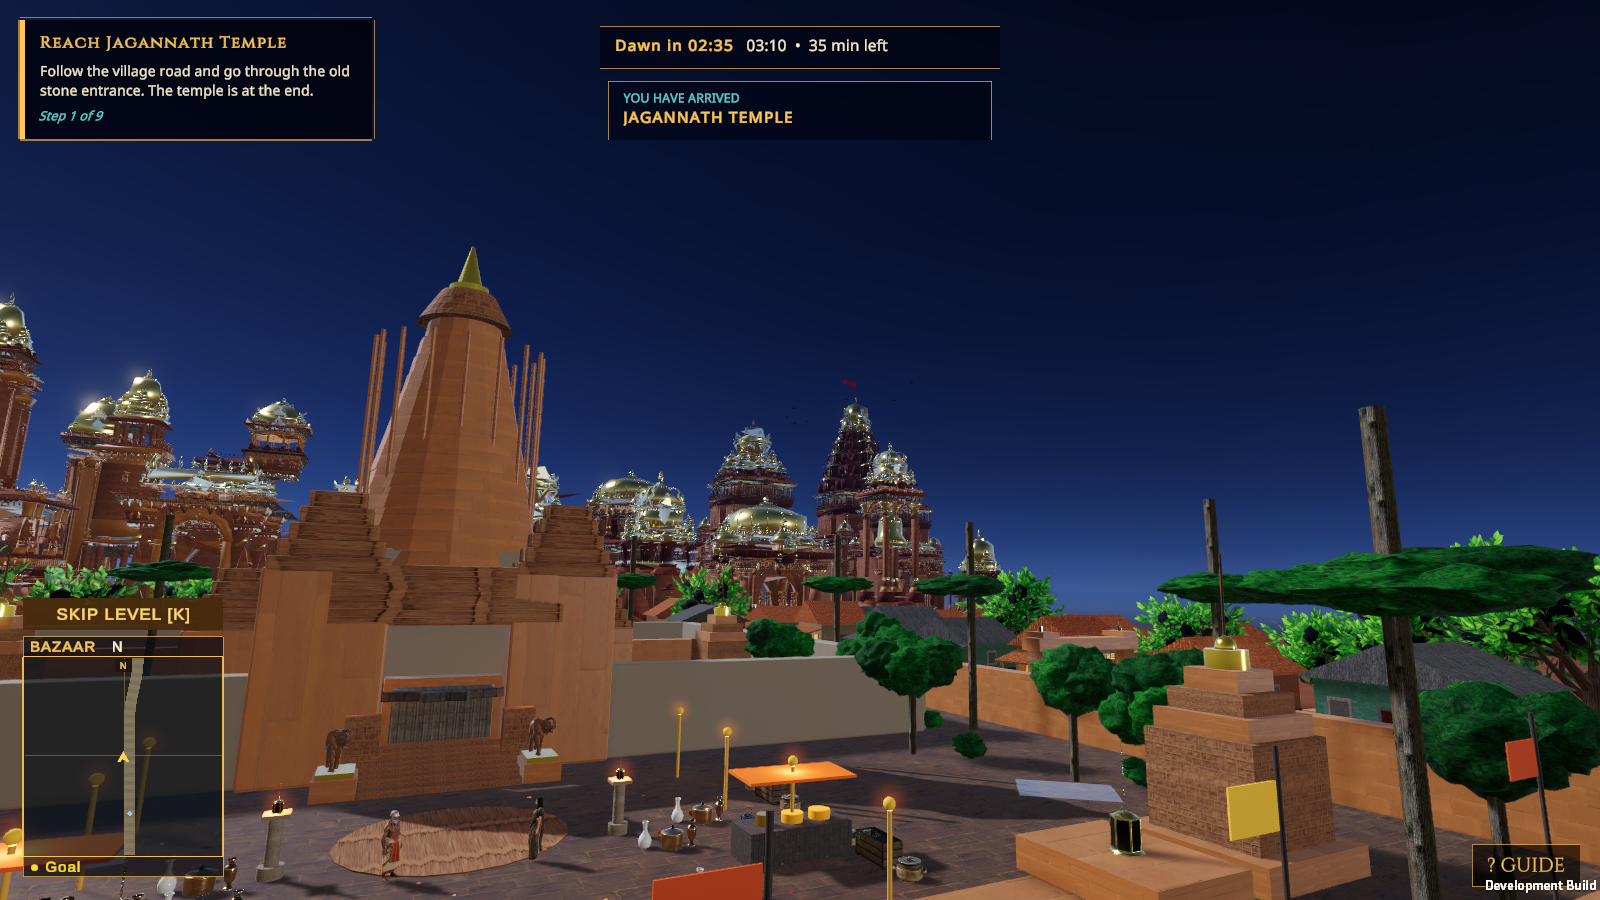 REACH JAGANNATH TEMPLE
Follow the village road and go through the old
stone entrance. The temple is at the end.
Step 1 of 9
Dawn in 02:35 03:10 • 35 min left
YOU HAVE ARRIVED
JAGANNATH TEMPLE
SKIP LEVEL [K]
BAZAAR N
N
• Goal
? GUIDE
Development Build